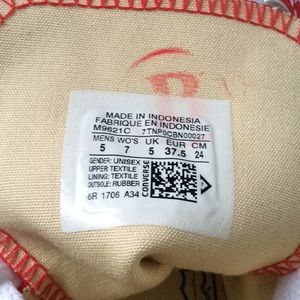 MADE IN INDONESIA
FABRIQUE EN INDONESIE
M9621C 7TNP0CBN00027
MENS WO'S UK EUR CM
5 7 5 37.5 24
GENDER: UNISEX
UPPER: TEXTILE
LINING: TEXTILE
OUTSOLE: RUBBER
CONVERSE
6R 1706 A34